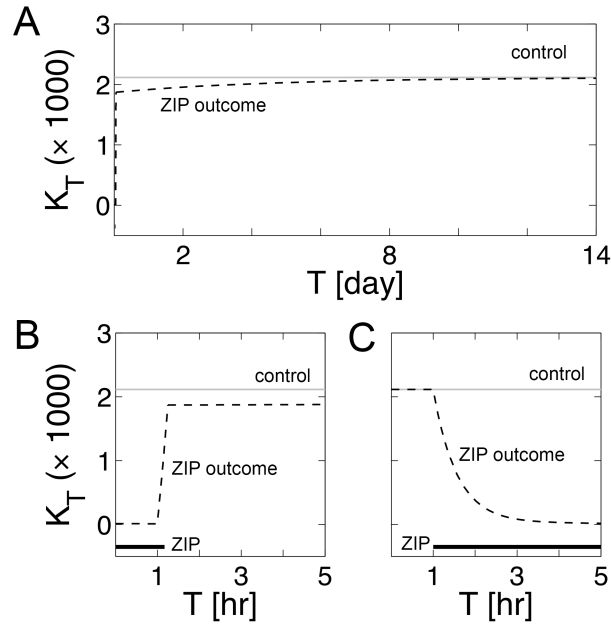 A
3
2
1
0
K_T (× 1000)
control
ZIP outcome
2
8
14
T [day]
B
3
2
1
0
K_T (× 1000)
control
ZIP outcome
ZIP
1
3
5
T [hr]
C
control
ZIP outcome
ZIP
1
3
5
T [hr]